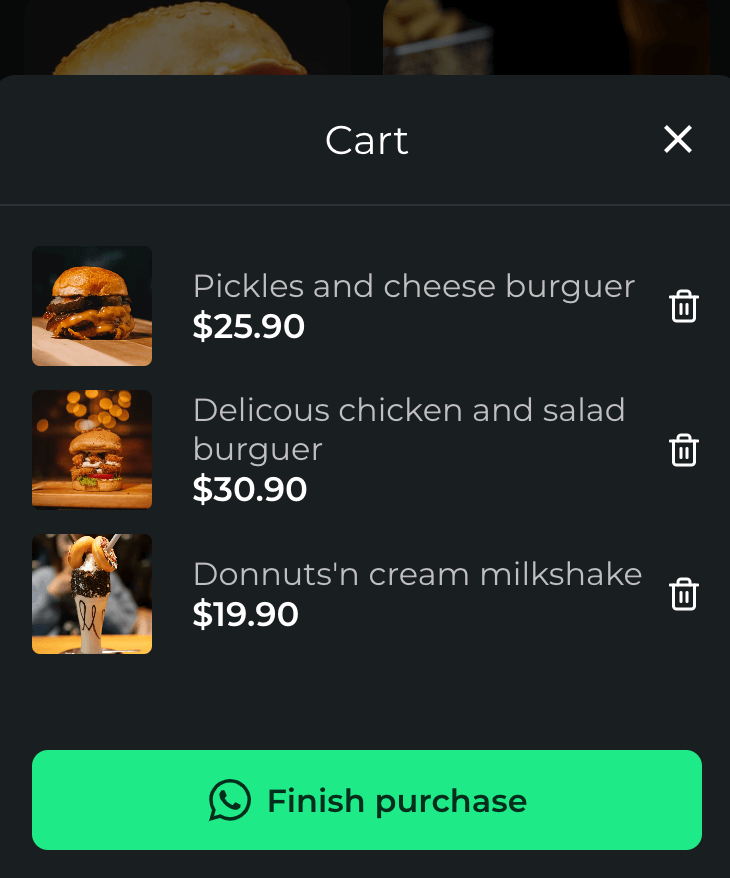 Cart
Pickles and cheese burguer
$25.90
Delicous chicken and salad
burguer
$30.90
Donnuts'n cream milkshake
$19.90
Finish purchase